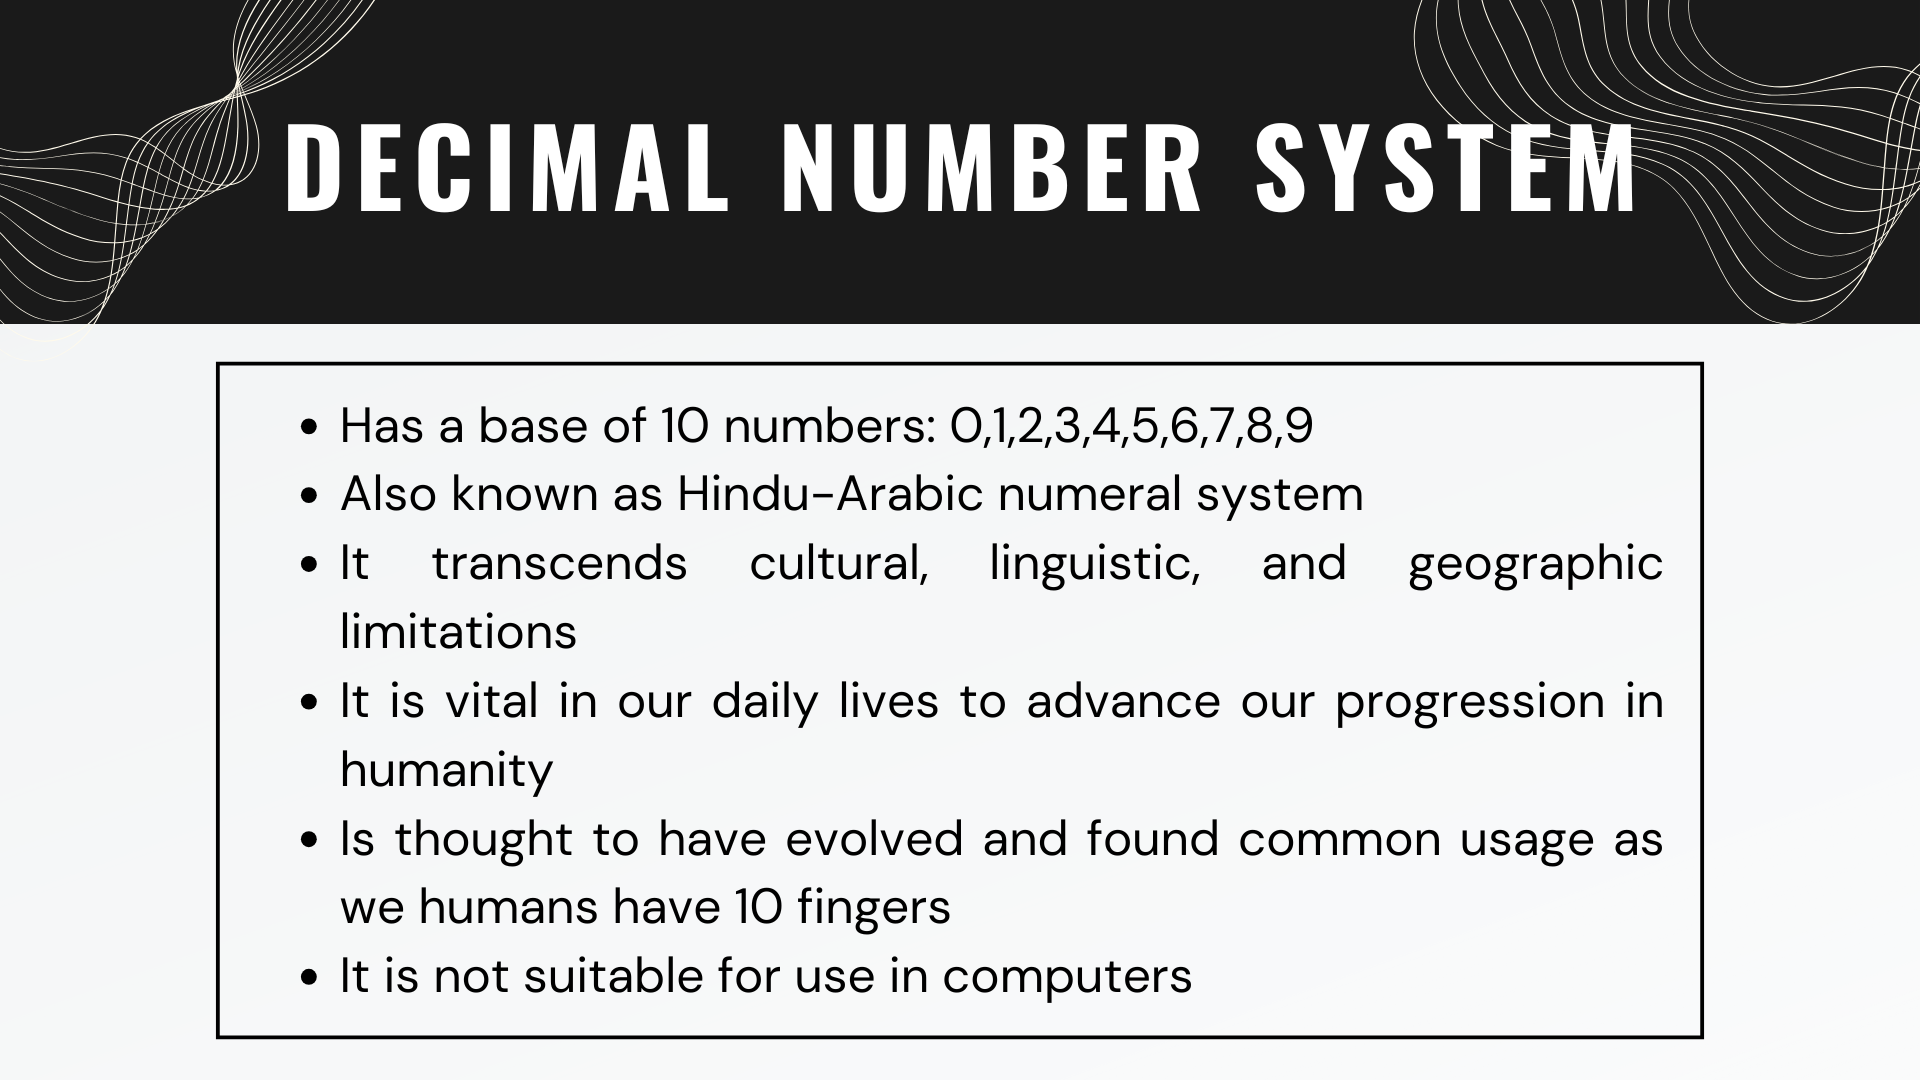 DECIMAL NUMBER SYSTEM
• Has a base of 10 numbers: 0,1,2,3,4,5,6,7,8,9
• Also known as Hindu-Arabic numeral system
• It transcends cultural, linguistic, and geographic
limitations
• It is vital in our daily lives to advance our progression in
humanity
• Is thought to have evolved and found common usage as
we humans have 10 fingers
• It is not suitable for use in computers